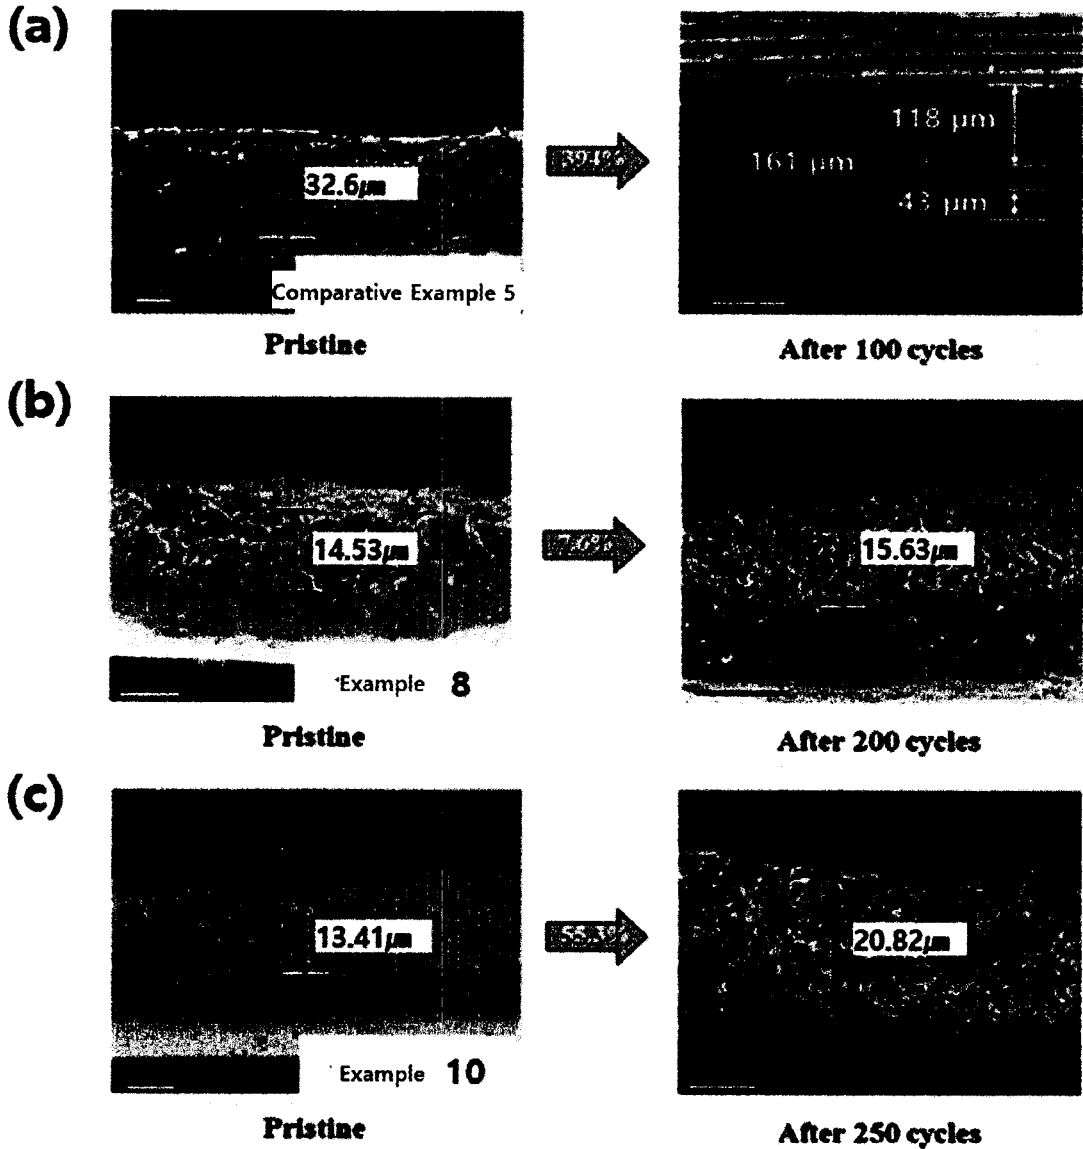 (a)
32.6㎛
Comparative Example 5
Pristine
118 μm
161 μm
43 μm
After 100 cycles
(b)
14.53㎛
Example 8
Pristine
15.63㎛
After 200 cycles
(c)
13.41㎛
Example 10
Pristine
55.3%
20.82㎛
After 250 cycles